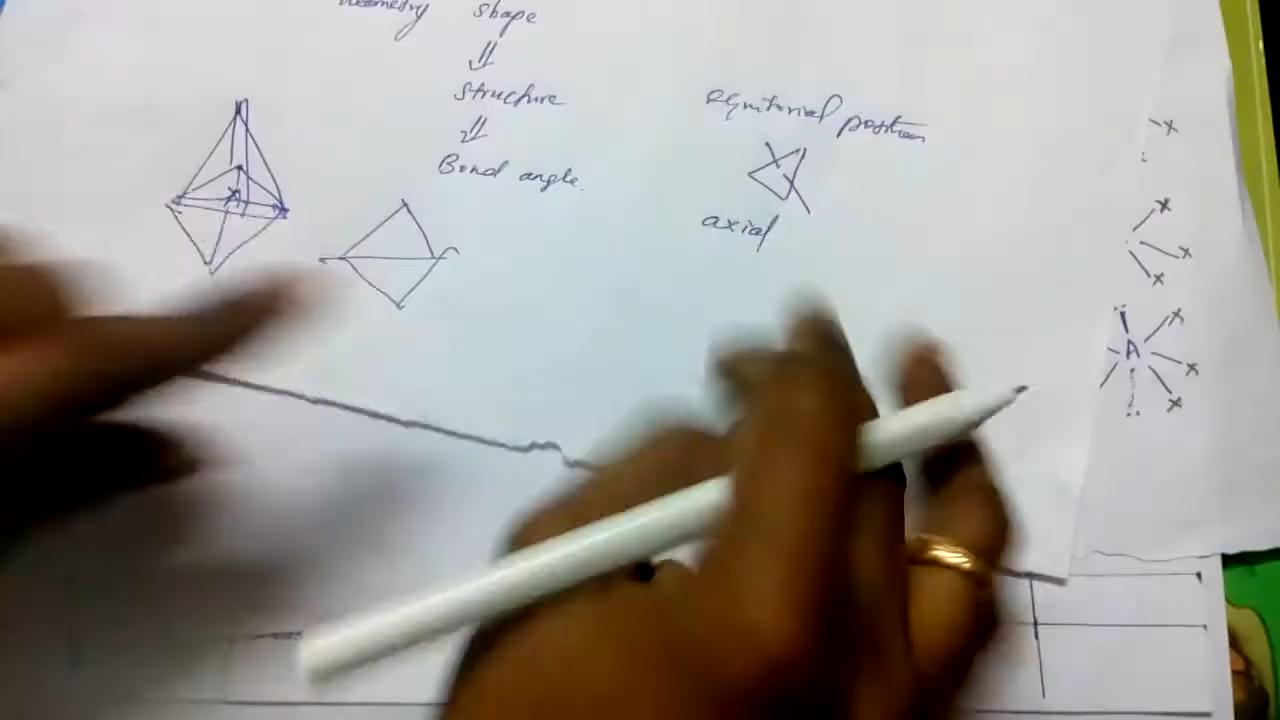 Geometry shape
⇓
structure
⇓
Bond angle.
A
equitorial position
axial
x
x
x
x
x
A
x
x